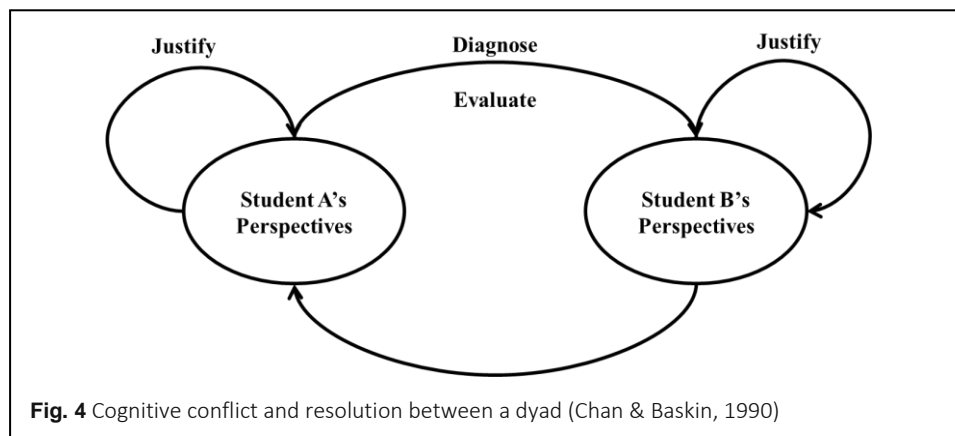 Justify
Diagnose
Justify
Evaluate
Student A's
Perspectives
Student B's
Perspectives
Fig. 4 Cognitive conflict and resolution between a dyad (Chan & Baskin, 1990)